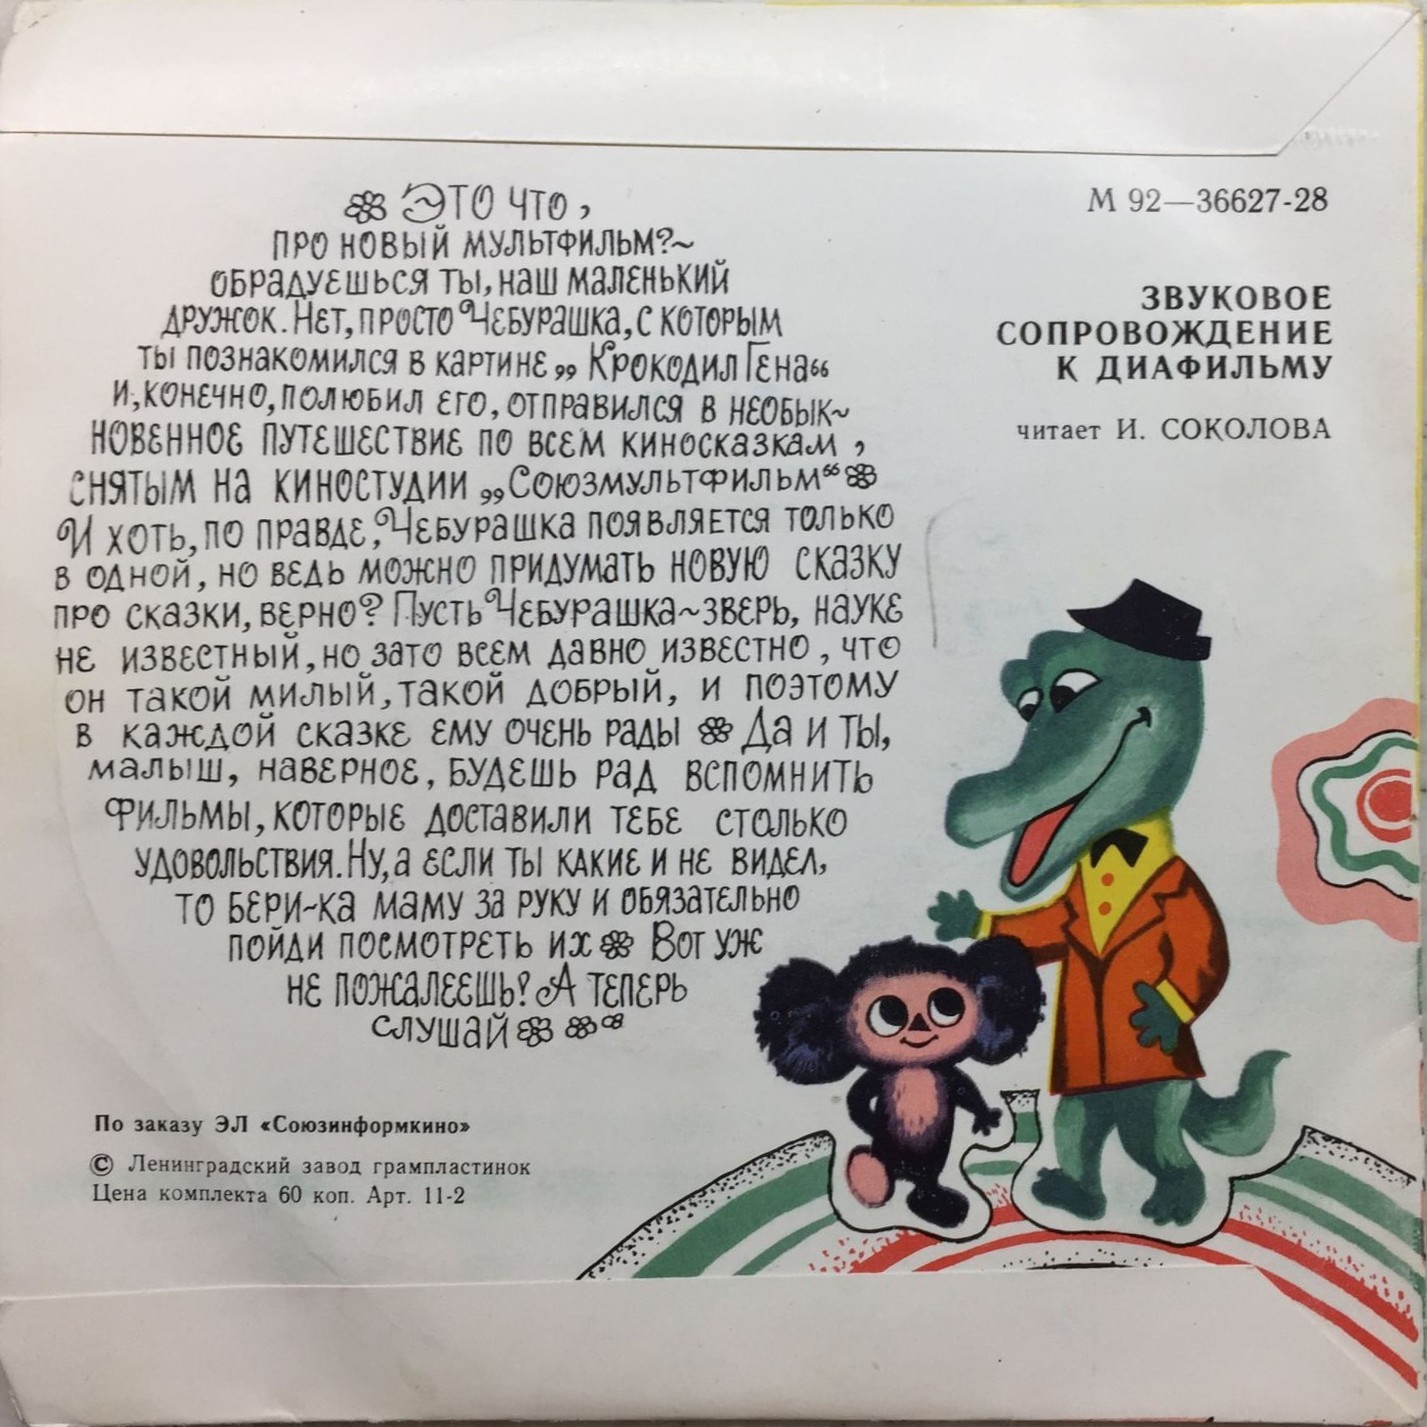 Это что,
про новый мультфильм?~
обрадуешься ты, наш маленький
дружок. Нет, просто Чебурашка, с которым
ты познакомился в картине „Крокодил Гена“
и, конечно, полюбил его, отправился в необык~
новенное путешествие по всем киносказкам,
снятым на киностудии „Союзмультфильм“
И хоть, по правде, Чебурашка появляется только
в одной, но ведь можно придумать новую сказку
про сказки, верно? Пусть Чебурашка~зверь, науке
не известный, но зато всем давно известно, что
он такой милый, такой добрый, и поэтому
в каждой сказке ему очень рады Да и ты,
малыш, наверное, будешь рад вспомнить
фильмы, которые доставили тебе столько
удовольствия. Ну, а если ты какие и не видел,
то бери~ка маму за руку и обязательно
пойди посмотреть их Вот уж
не пожалеешь! А теперь
слушай
М 92—36627-28
ЗВУКОВОЕ
СОПРОВОЖДЕНИЕ
К ДИАФИЛЬМУ
читает И. СОКОЛОВА
По заказу ЭЛ «Союзинформкино»
© Ленинградский завод грампластинок
Цена комплекта 60 коп. Арт. 11-2